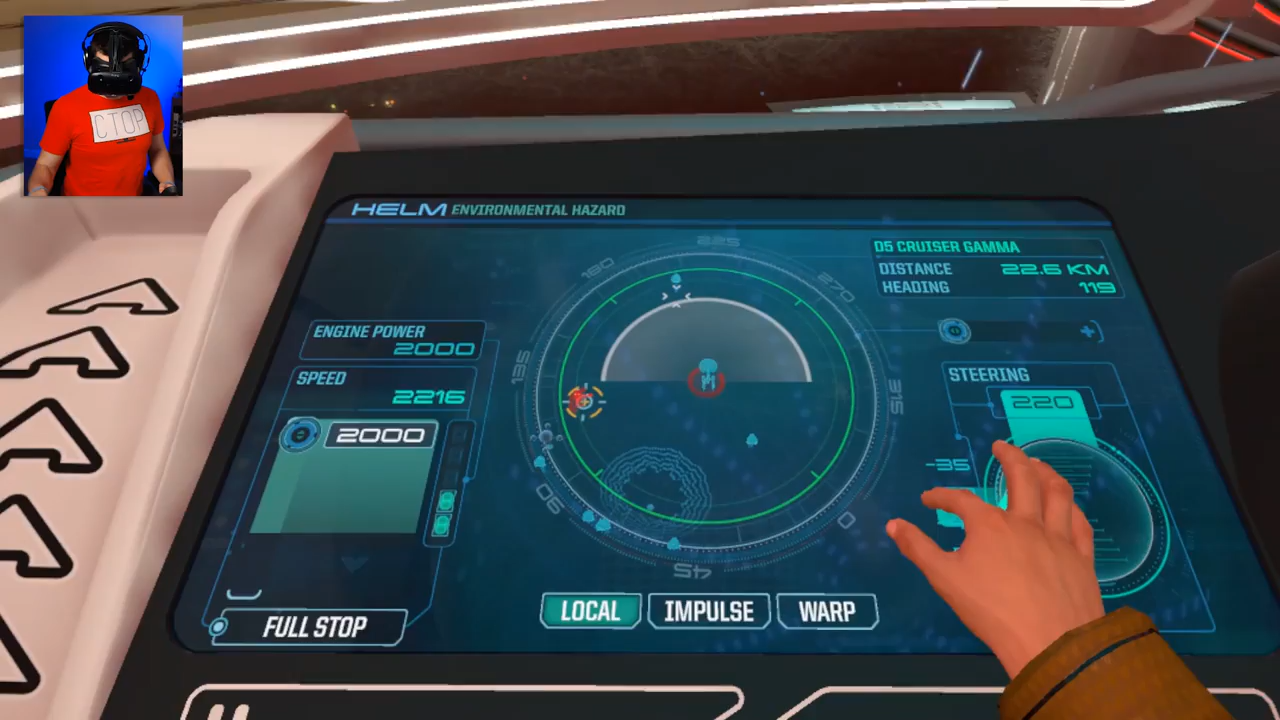 CTOP
HELM ENVIRONMENTAL HAZARD
D5 CRUISER GAMMA
DISTANCE 22.6 KM
HEADING 119
ENGINE POWER
2000
SPEED
2216
2000
FULL STOP
225
180
270
135
315
90
0
45
LOCAL IMPULSE WARP
STEERING
220
-35